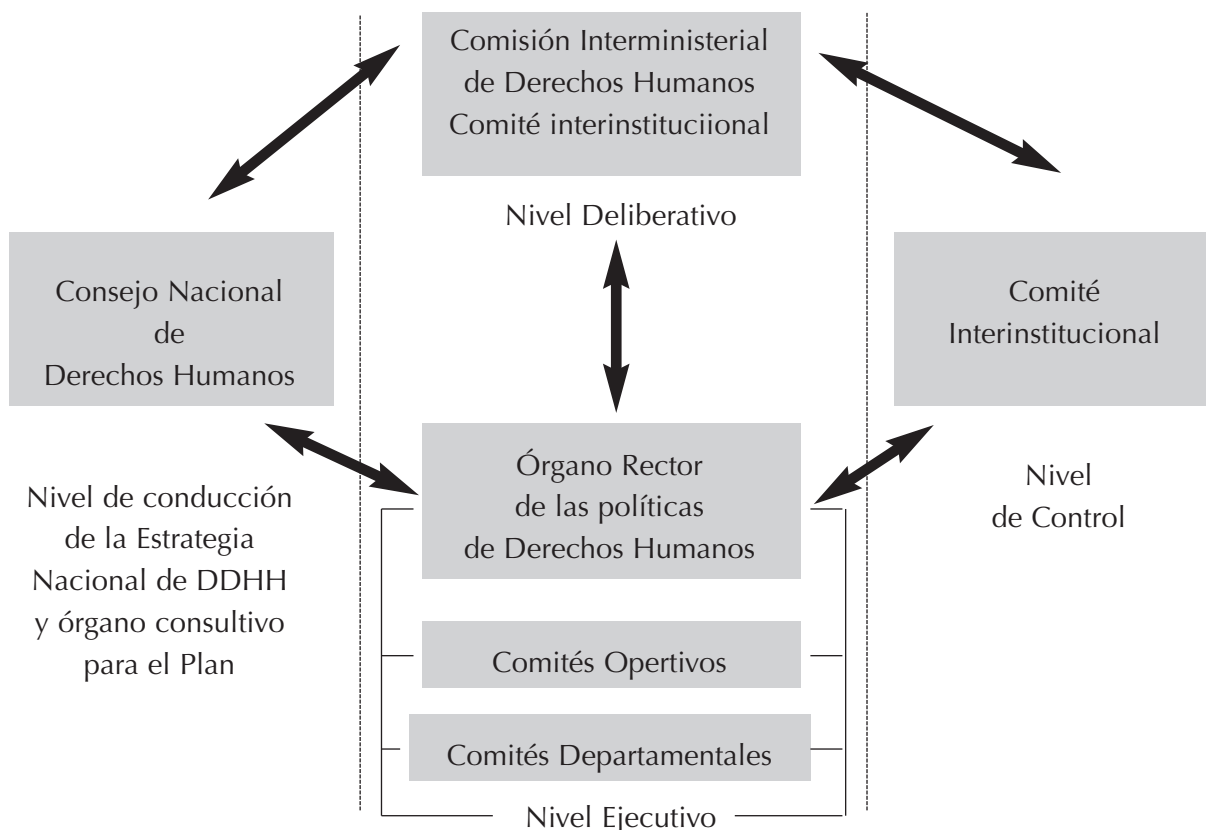 Comisión Interministerial
de Derechos Humanos
Comité interinstituciional
Nivel Deliberativo
Consejo Nacional
de
Derechos Humanos
Nivel de conducción
de la Estrategia
Nacional de DDHH
y órgano consultivo
para el Plan
Comité
Interinstitucional
Nivel
de Control
Órgano Rector
de las políticas
de Derechos Humanos
Comités Opertivos
Comités Departamentales
Nivel Ejecutivo